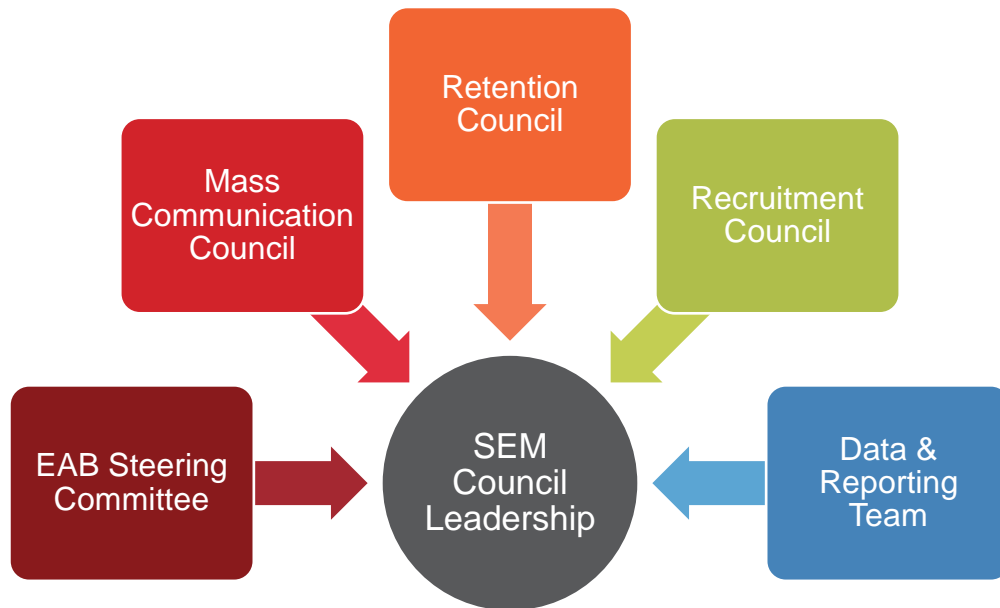 Retention
Council
Mass
Communication
Council
Recruitment
Council
EAB Steering
Committee
SEM
Council
Leadership
Data &
Reporting
Team